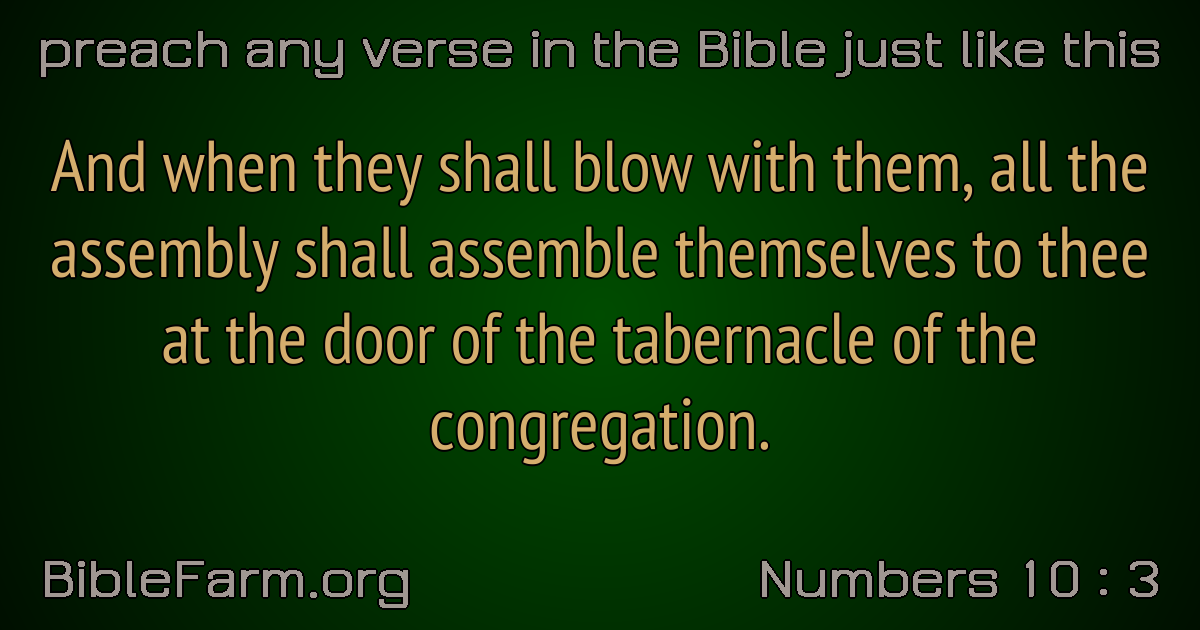 preach any verse in the Bible just like this
And when they shall blow with them, all the
assembly shall assemble themselves to thee
at the door of the tabernacle of the
congregation.
BibleFarm.org
Numbers 10 : 3